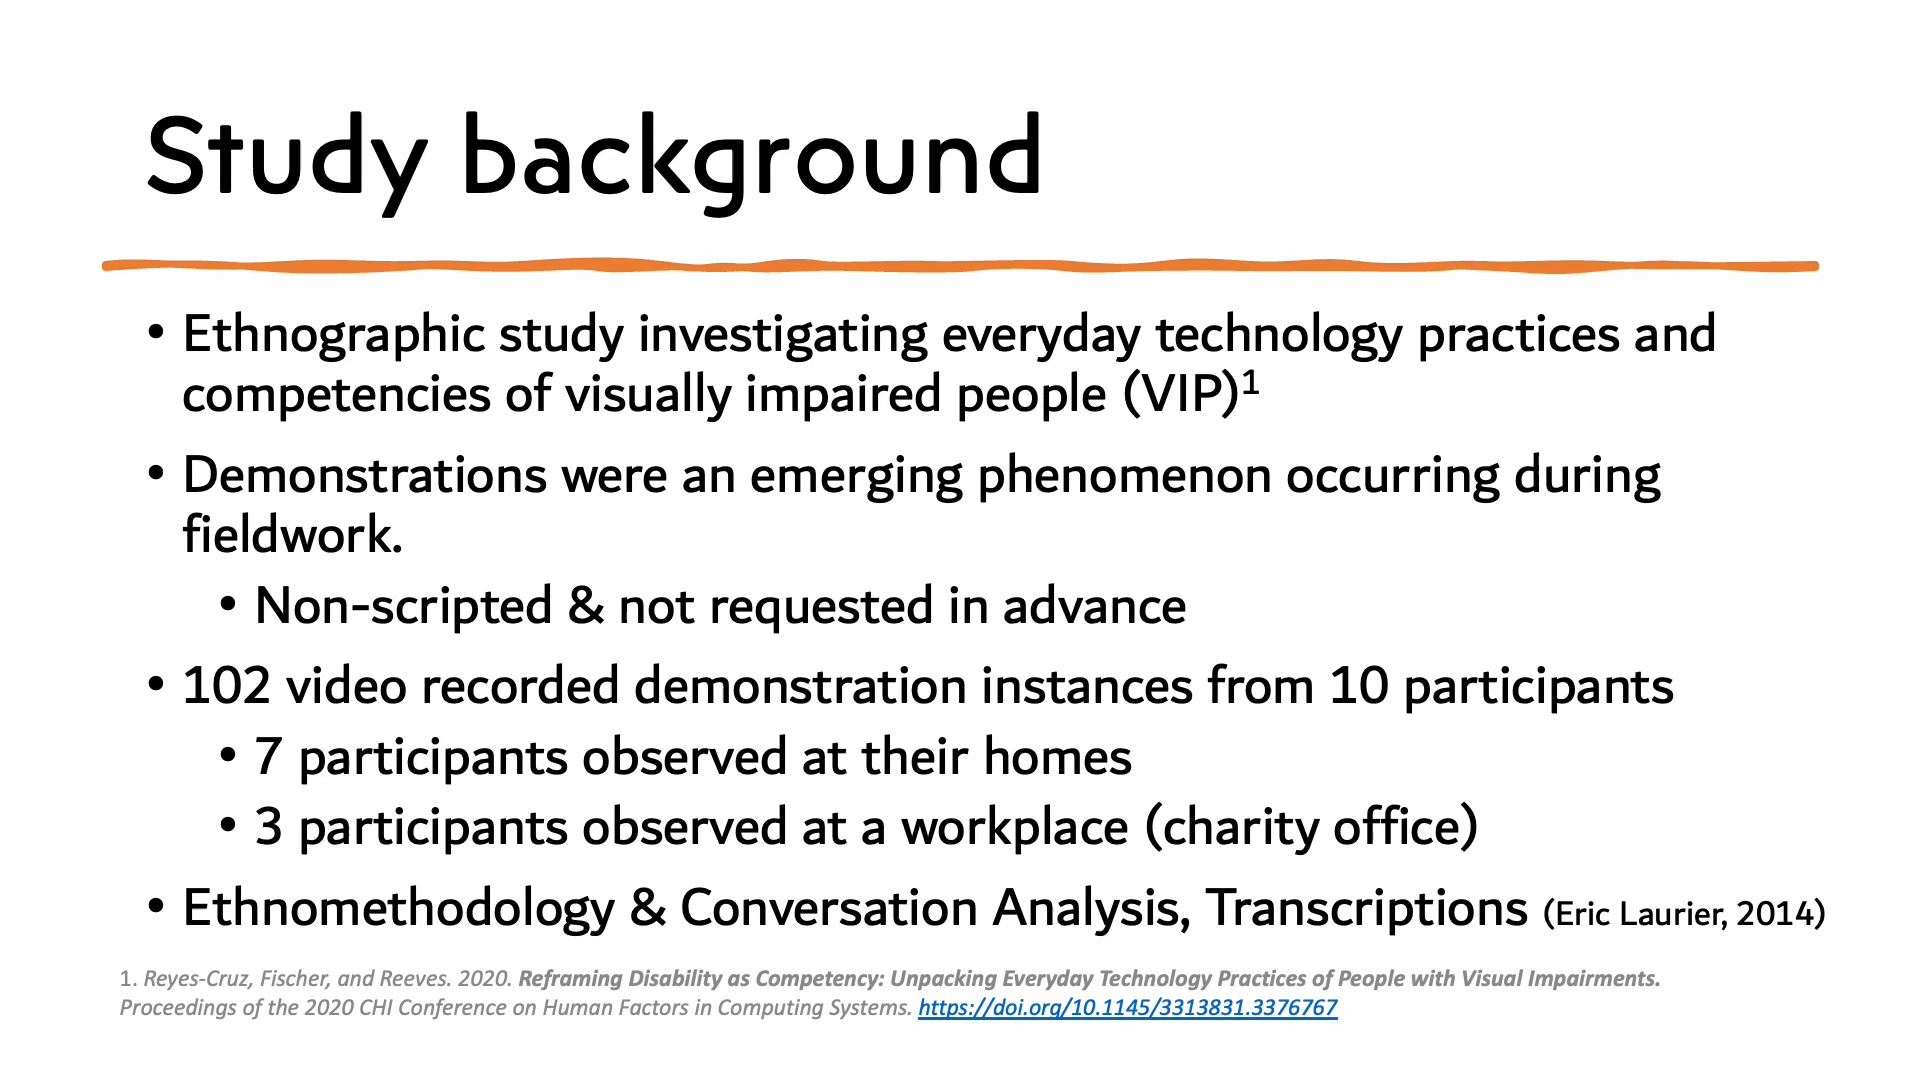 Study background
• Ethnographic study investigating everyday technology practices and
competencies of visually impaired people (VIP)¹
• Demonstrations were an emerging phenomenon occurring during
fieldwork.
• Non-scripted & not requested in advance
• 102 video recorded demonstration instances from 10 participants
• 7 participants observed at their homes
• 3 participants observed at a workplace (charity office)
• Ethnomethodology & Conversation Analysis, Transcriptions (Eric Laurier, 2014)
1. Reyes-Cruz, Fischer, and Reeves. 2020. Reframing Disability as Competency: Unpacking Everyday Technology Practices of People with Visual Impairments.
Proceedings of the 2020 CHI Conference on Human Factors in Computing Systems. https://doi.org/10.1145/3313831.3376767